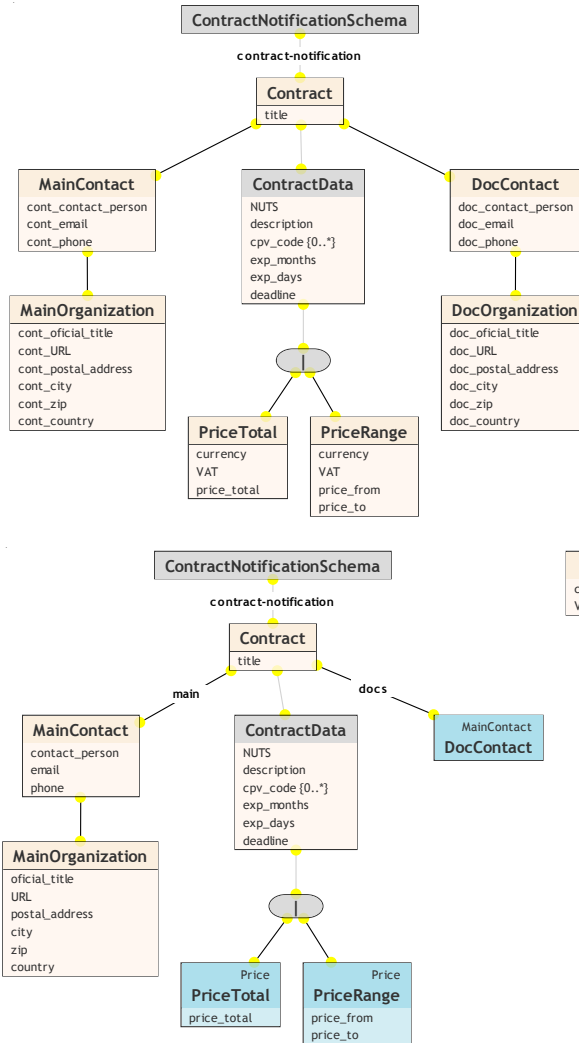 ContractNotificationSchema
contract-notification
Contract
title
MainContact
cont_contact_person
cont_email
cont_phone
ContractData
NUTS
description
cpv_code {0..*}
exp_months
exp_days
deadline
DocContact
doc_contact_person
doc_email
doc_phone
MainOrganization
cont_oficial_title
cont_URL
cont_postal_address
cont_city
cont_zip
cont_country
DocOrganization
doc_oficial_title
doc_URL
doc_postal_address
doc_city
doc_zip
doc_country
|
PriceTotal
currency
VAT
price_total
PriceRange
currency
VAT
price_from
price_to
ContractNotificationSchema
contract-notification
Contract
title
main
docs
MainContact
contact_person
email
phone
ContractData
NUTS
description
cpv_code {0..*}
exp_months
exp_days
deadline
MainContact
DocContact
MainOrganization
oficial_title
URL
postal_address
city
zip
country
|
Price
PriceTotal
price_total
Price
PriceRange
price_from
price_to